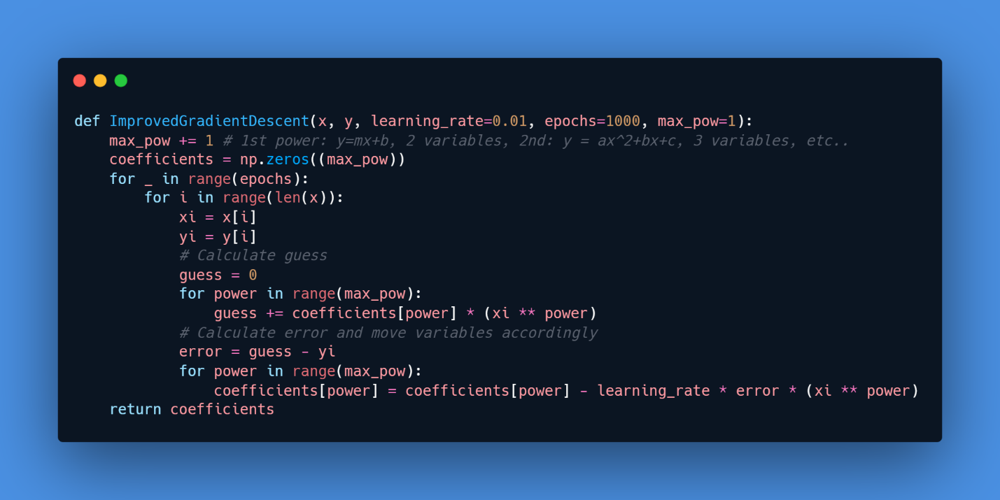 def ImprovedGradientDescent(x, y, learning_rate=0.01, epochs=1000, max_pow=1):
    max_pow += 1 # 1st power: y=mx+b, 2 variables, 2nd: y = ax^2+bx+c, 3 variables, etc..
    coefficients = np.zeros((max_pow))
    for _ in range(epochs):
        for i in range(len(x)):
            xi = x[i]
            yi = y[i]
            # Calculate guess
            guess = 0
            for power in range(max_pow):
                guess += coefficients[power] * (xi ** power)
            # Calculate error and move variables accordingly
            error = guess - yi
            for power in range(max_pow):
                coefficients[power] = coefficients[power] - learning_rate * error * (xi ** power)
    return coefficients